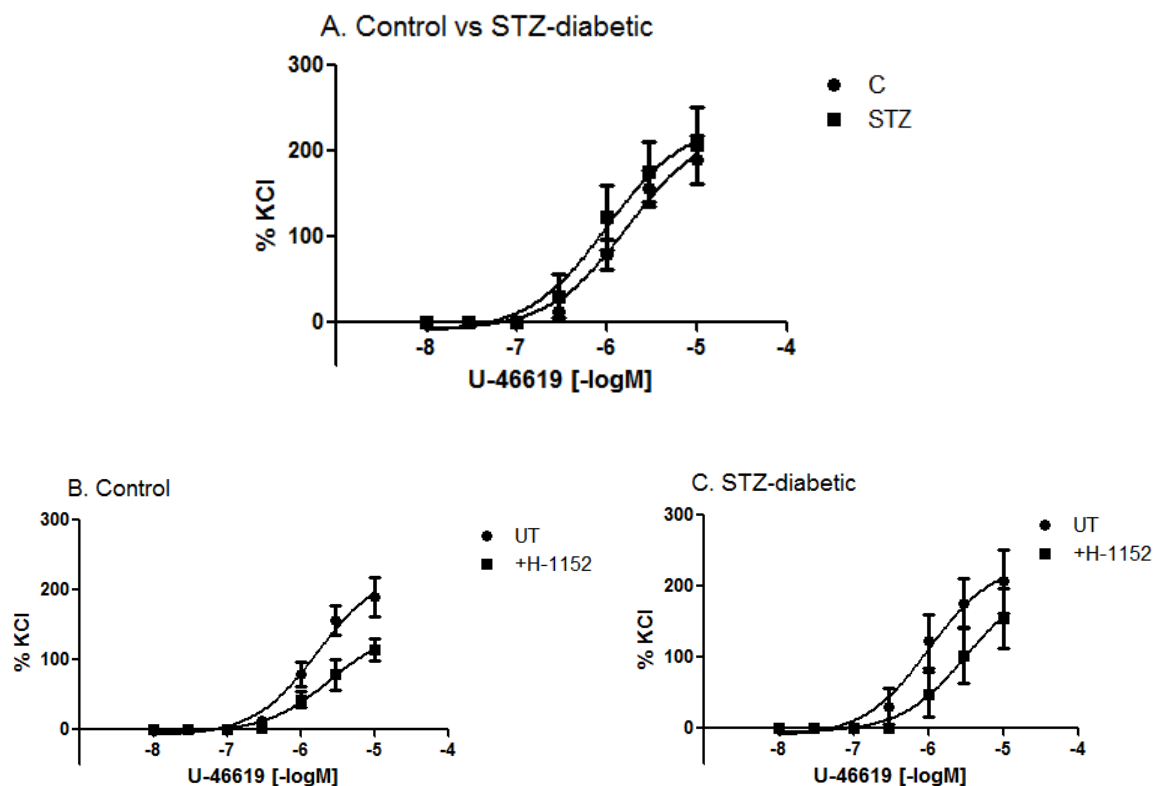 A. Control vs STZ-diabetic
300
200
100
0
% KCl
C
STZ
-8 -7 -6 -5 -4
U-46619 [-logM]
B. Control
300
200
100
0
% KCl
UT
+H-1152
-8 -7 -6 -5 -4
U-46619 [-logM]
C. STZ-diabetic
300
200
100
0
% KCl
UT
+H-1152
-8 -7 -6 -5 -4
U-46619 [-logM]